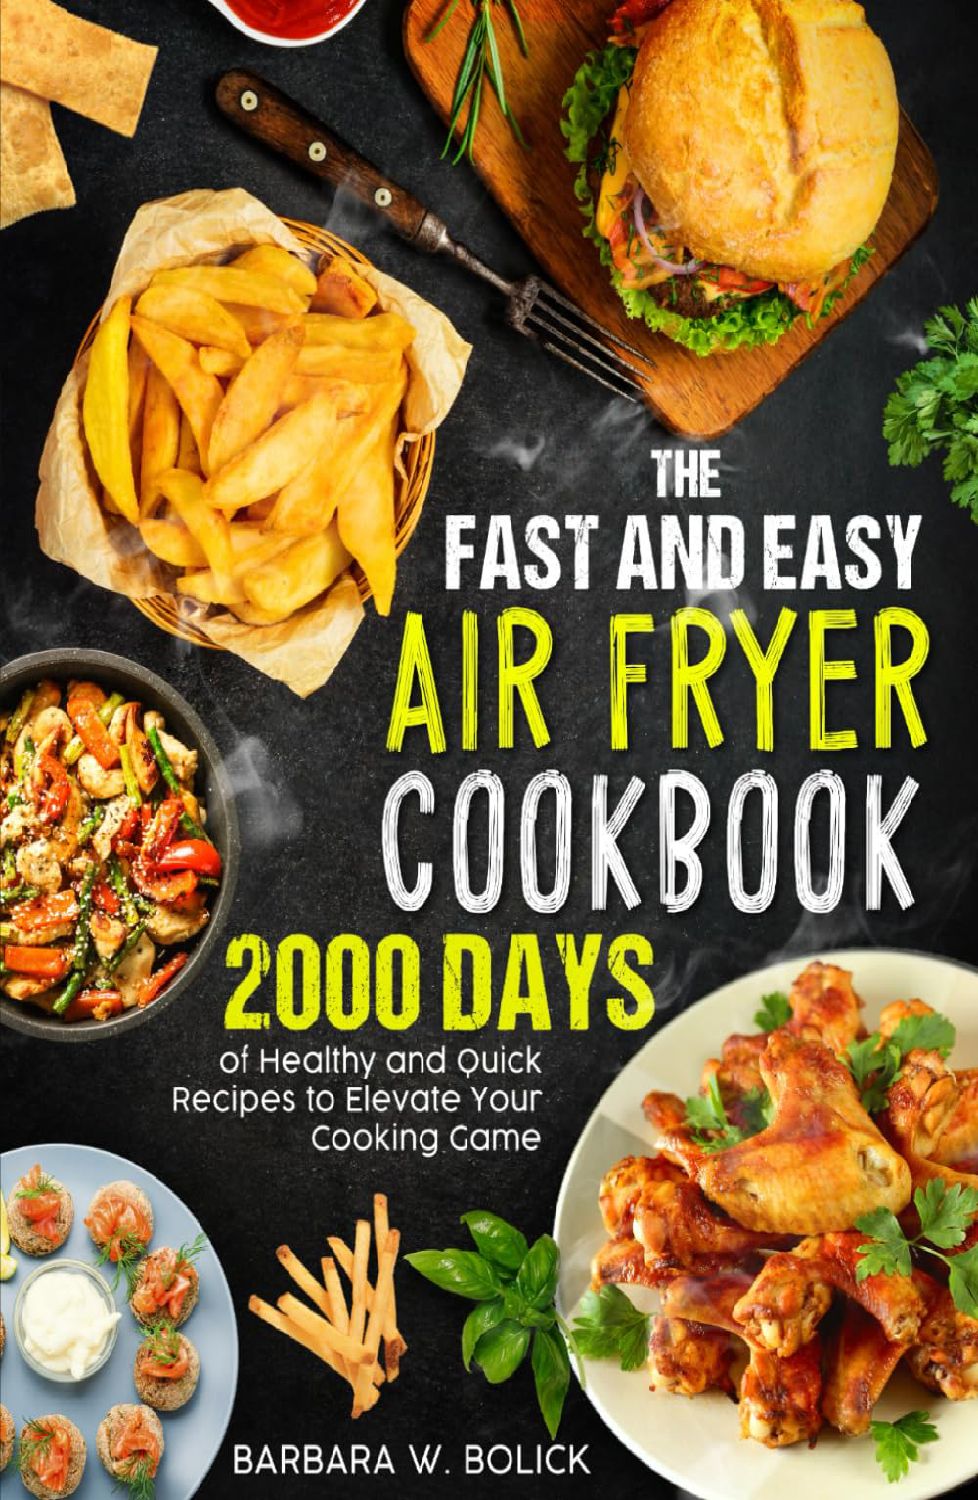 THE
FAST AND EASY
AIR FRYER
COOKBOOK
2000 DAYS
of Healthy and Quick
Recipes to Elevate Your
Cooking Game
BARBARA W. BOLICK